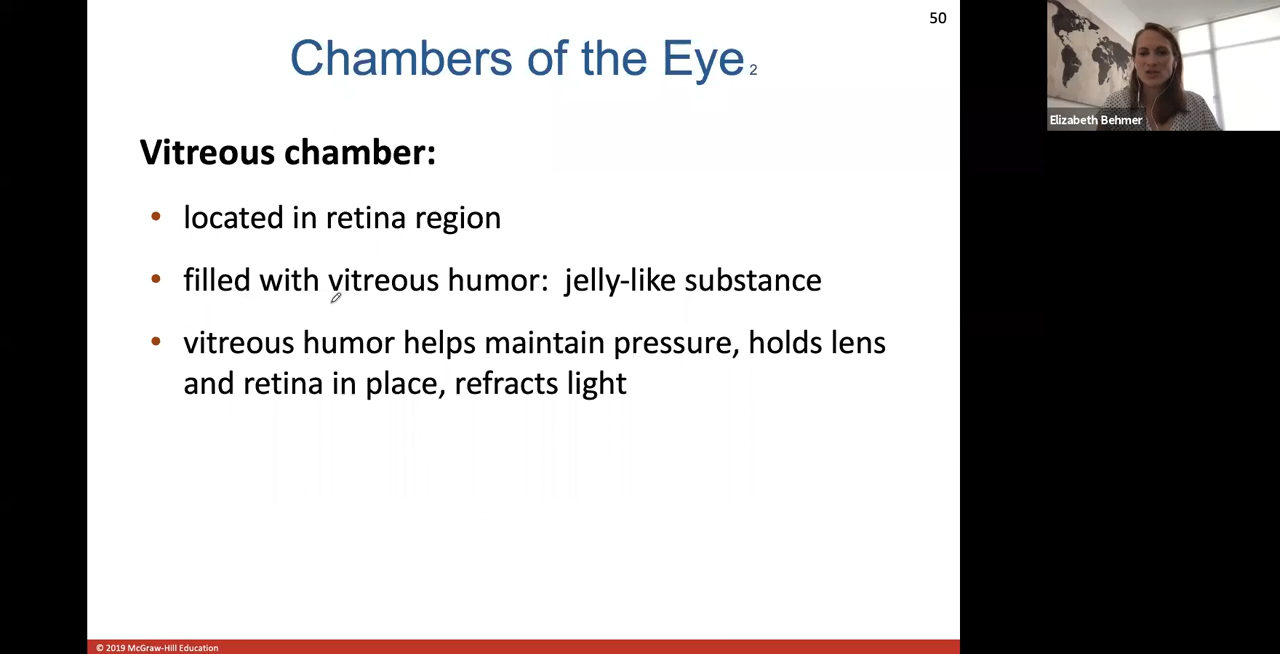 50
Chambers of the Eye 2
Elizabeth Behmer
Vitreous chamber:
• located in retina region
• filled with vitreous humor: jelly-like substance
• vitreous humor helps maintain pressure, holds lens
and retina in place, refracts light
© 2019 McGraw-Hill Education